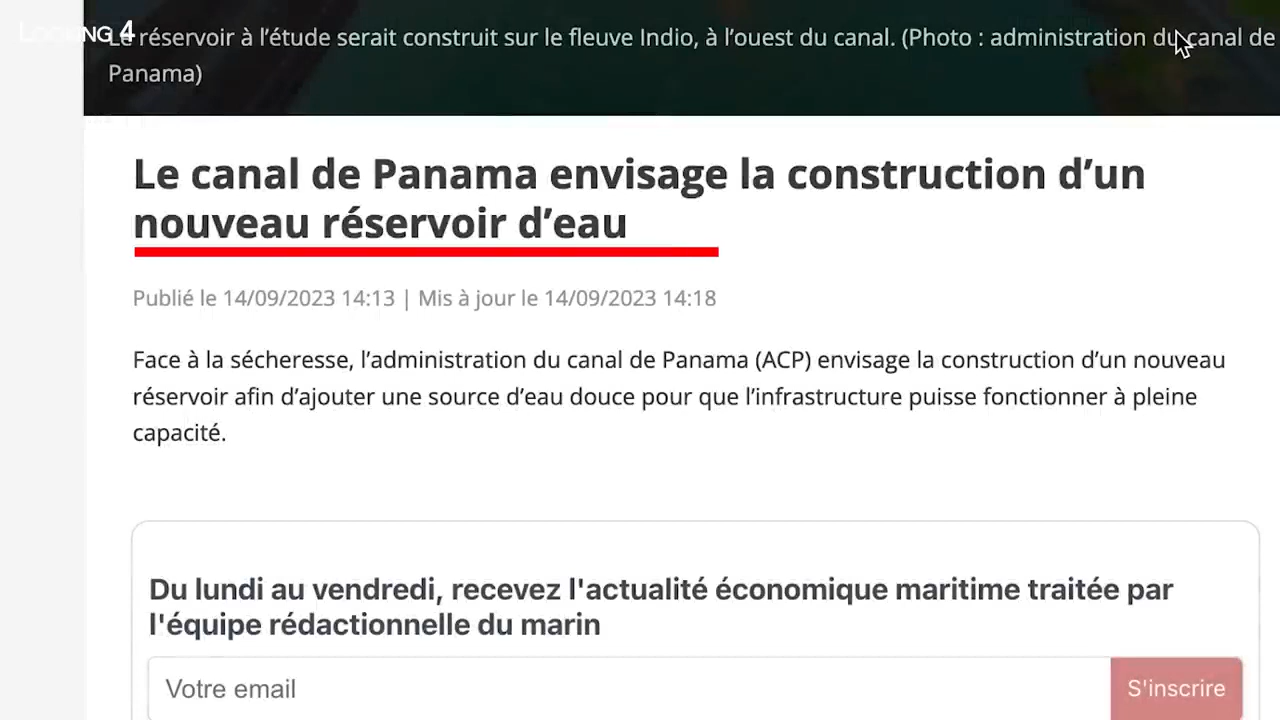 LOOKING 4
Le réservoir à l’étude serait construit sur le fleuve Indio, à l’ouest du canal. (Photo : administration du canal de
Panama)
Le canal de Panama envisage la construction d’un
nouveau réservoir d’eau
Publié le 14/09/2023 14:13 | Mis à jour le 14/09/2023 14:18
Face à la sécheresse, l’administration du canal de Panama (ACP) envisage la construction d’un nouveau
réservoir afin d’ajouter une source d’eau douce pour que l’infrastructure puisse fonctionner à pleine
capacité.
Du lundi au vendredi, recevez l'actualité économique maritime traitée par
l'équipe rédactionnelle du marin
Votre email
S'inscrire